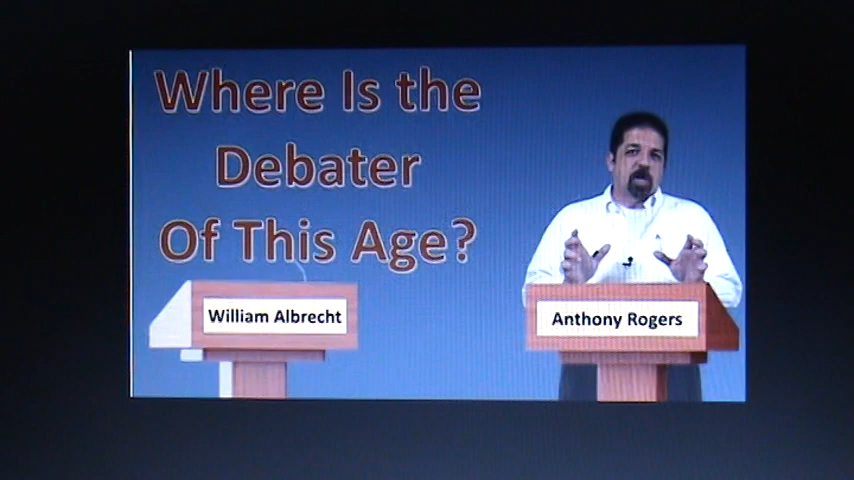 Where Is the
Debater
Of This Age?
William Albrecht
Anthony Rogers